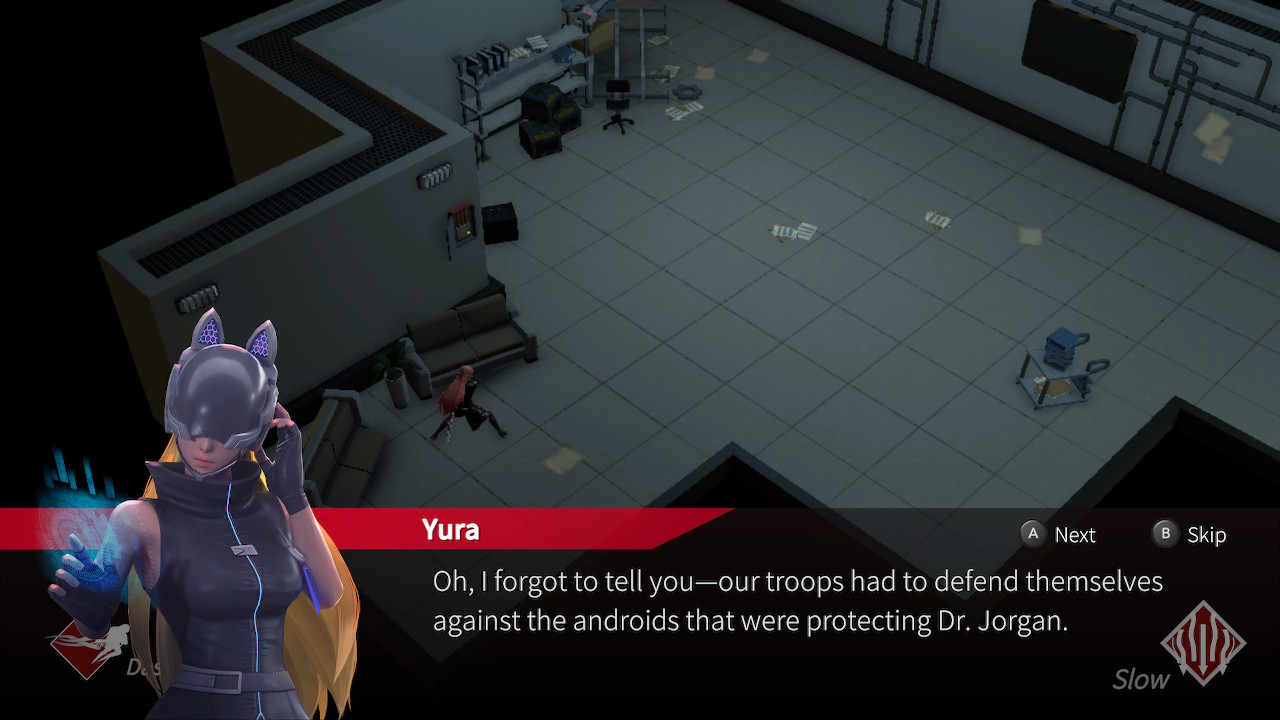 Yura
A Next
B Skip
Oh, I forgot to tell you—our troops had to defend themselves
against the androids that were protecting Dr. Jorgan.
Slow